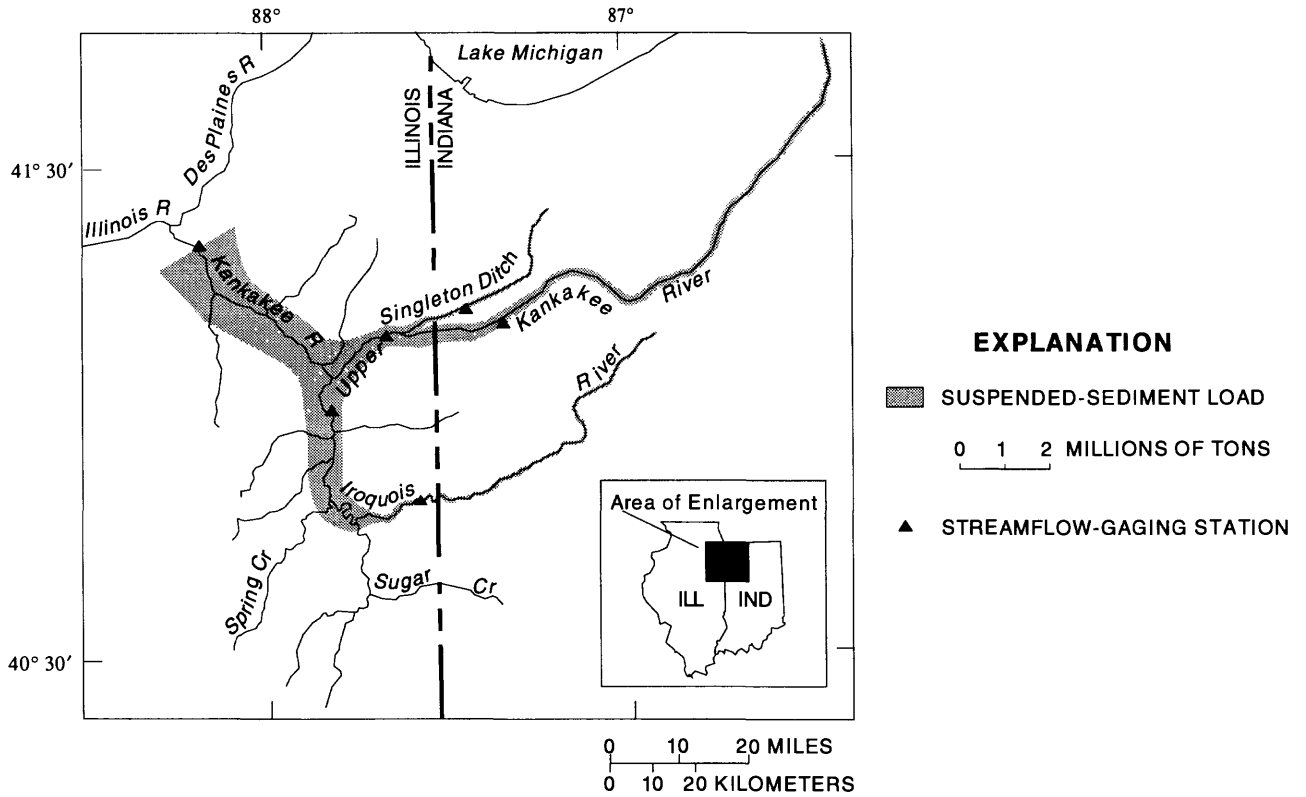 88°
87°
Lake Michigan
DesPlaines R
ILLINOIS
INDIANA
41° 30′
Illinois R
Kankakee R
Singleton Ditch
Upper
Kankakee
River
River
Iroquois
Spring Cr
Sugar Cr
40° 30′
Area of Enlargement
ILL IND
0 10 20 MILES
0 10 20 KILOMETERS
EXPLANATION
SUSPENDED-SEDIMENT LOAD
0 1 2 MILLIONS OF TONS
STREAMFLOW-GAGING STATION